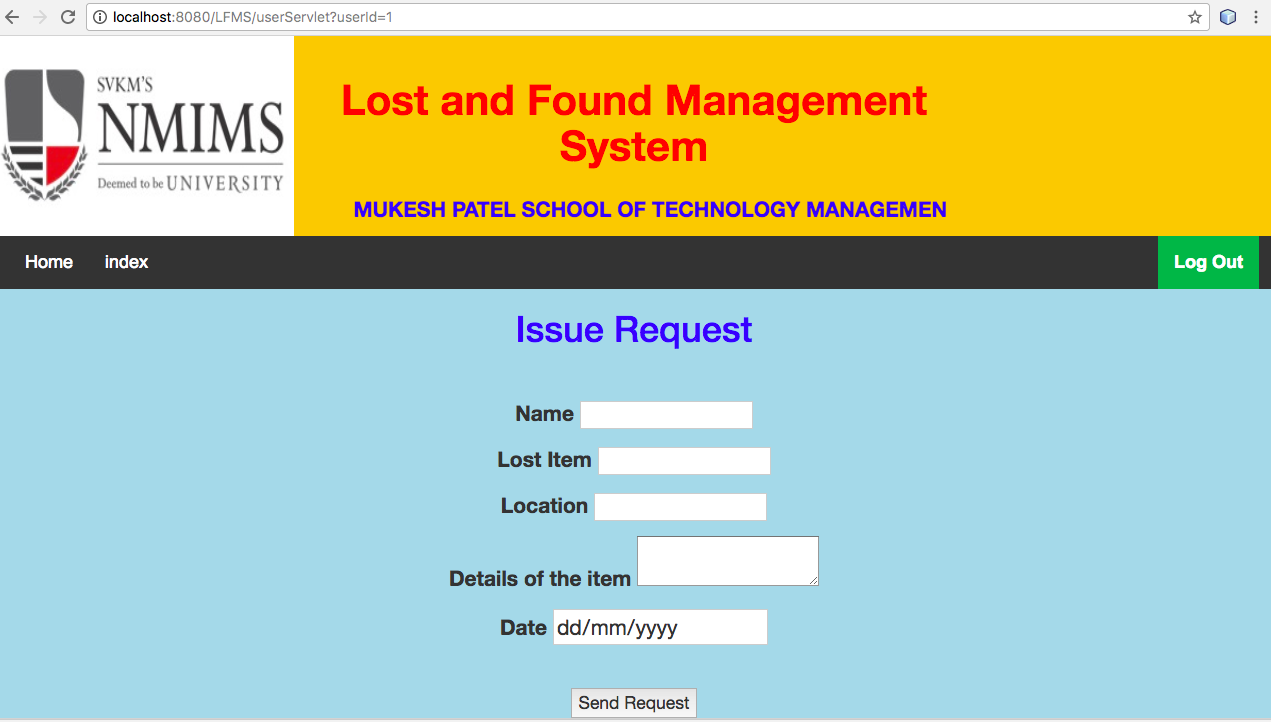 localhost:8080/LFMS/userServlet?userId=1
SVKM'S
NMIMS
Deemed to be UNIVERSITY
Lost and Found Management
System
MUKESH PATEL SCHOOL OF TECHNOLOGY MANAGEMEN
Home index Log Out
Issue Request
Name
Lost Item
Location
Details of the item
Date dd/mm/yyyy
Send Request